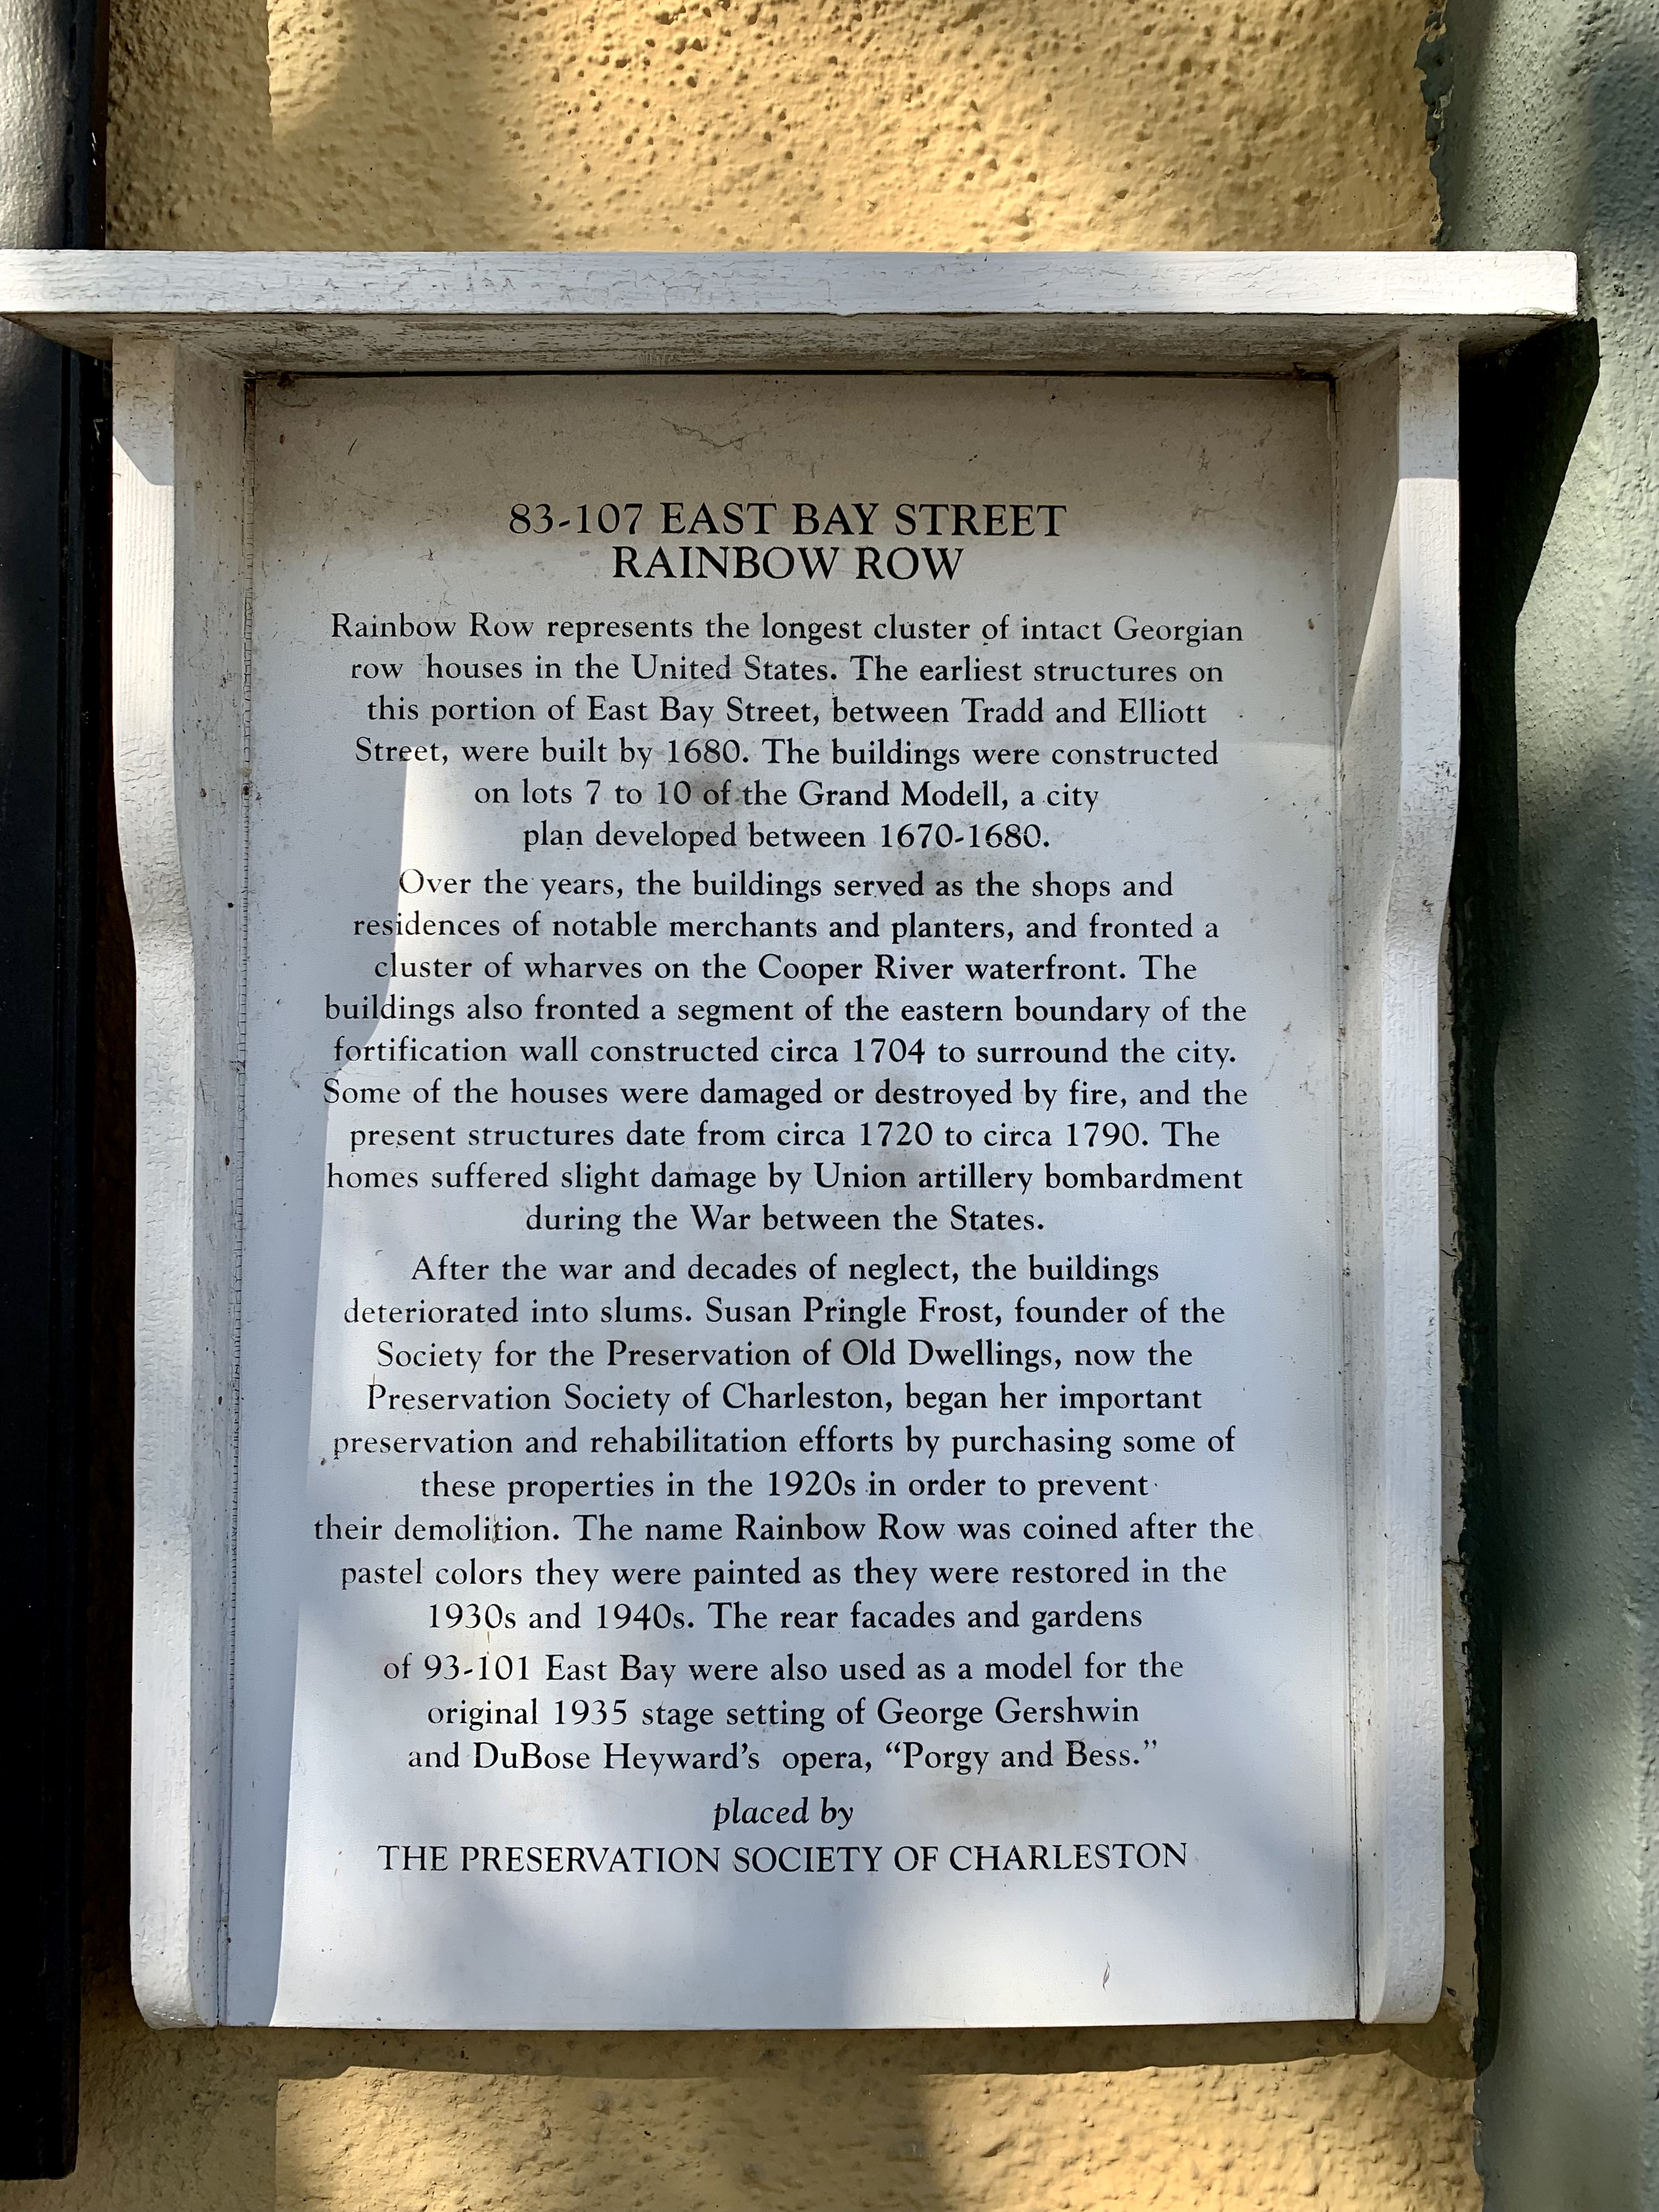 83-107 EAST BAY STREET
RAINBOW ROW
Rainbow Row represents the longest cluster of intact Georgian
row houses in the United States. The earliest structures on
this portion of East Bay Street, between Tradd and Elliott
Street, were built by 1680. The buildings were constructed
on lots 7 to 10 of the Grand Modell, a city
plan developed between 1670-1680.
Over the years, the buildings served as the shops and
residences of notable merchants and planters, and fronted a
cluster of wharves on the Cooper River waterfront. The
buildings also fronted a segment of the eastern boundary of the
fortification wall constructed circa 1704 to surround the city.
Some of the houses were damaged or destroyed by fire, and the
present structures date from circa 1720 to circa 1790. The
homes suffered slight damage by Union artillery bombardment
during the War between the States.
After the war and decades of neglect, the buildings
deteriorated into slums. Susan Pringle Frost, founder of the
Society for the Preservation of Old Dwellings, now the
Preservation Society of Charleston, began her important
preservation and rehabilitation efforts by purchasing some of
these properties in the 1920s in order to prevent
their demolition. The name Rainbow Row was coined after the
pastel colors they were painted as they were restored in the
1930s and 1940s. The rear facades and gardens
of 93-101 East Bay were also used as a model for the
original 1935 stage setting of George Gershwin
and DuBose Heyward’s opera, “Porgy and Bess.”
placed by
THE PRESERVATION SOCIETY OF CHARLESTON